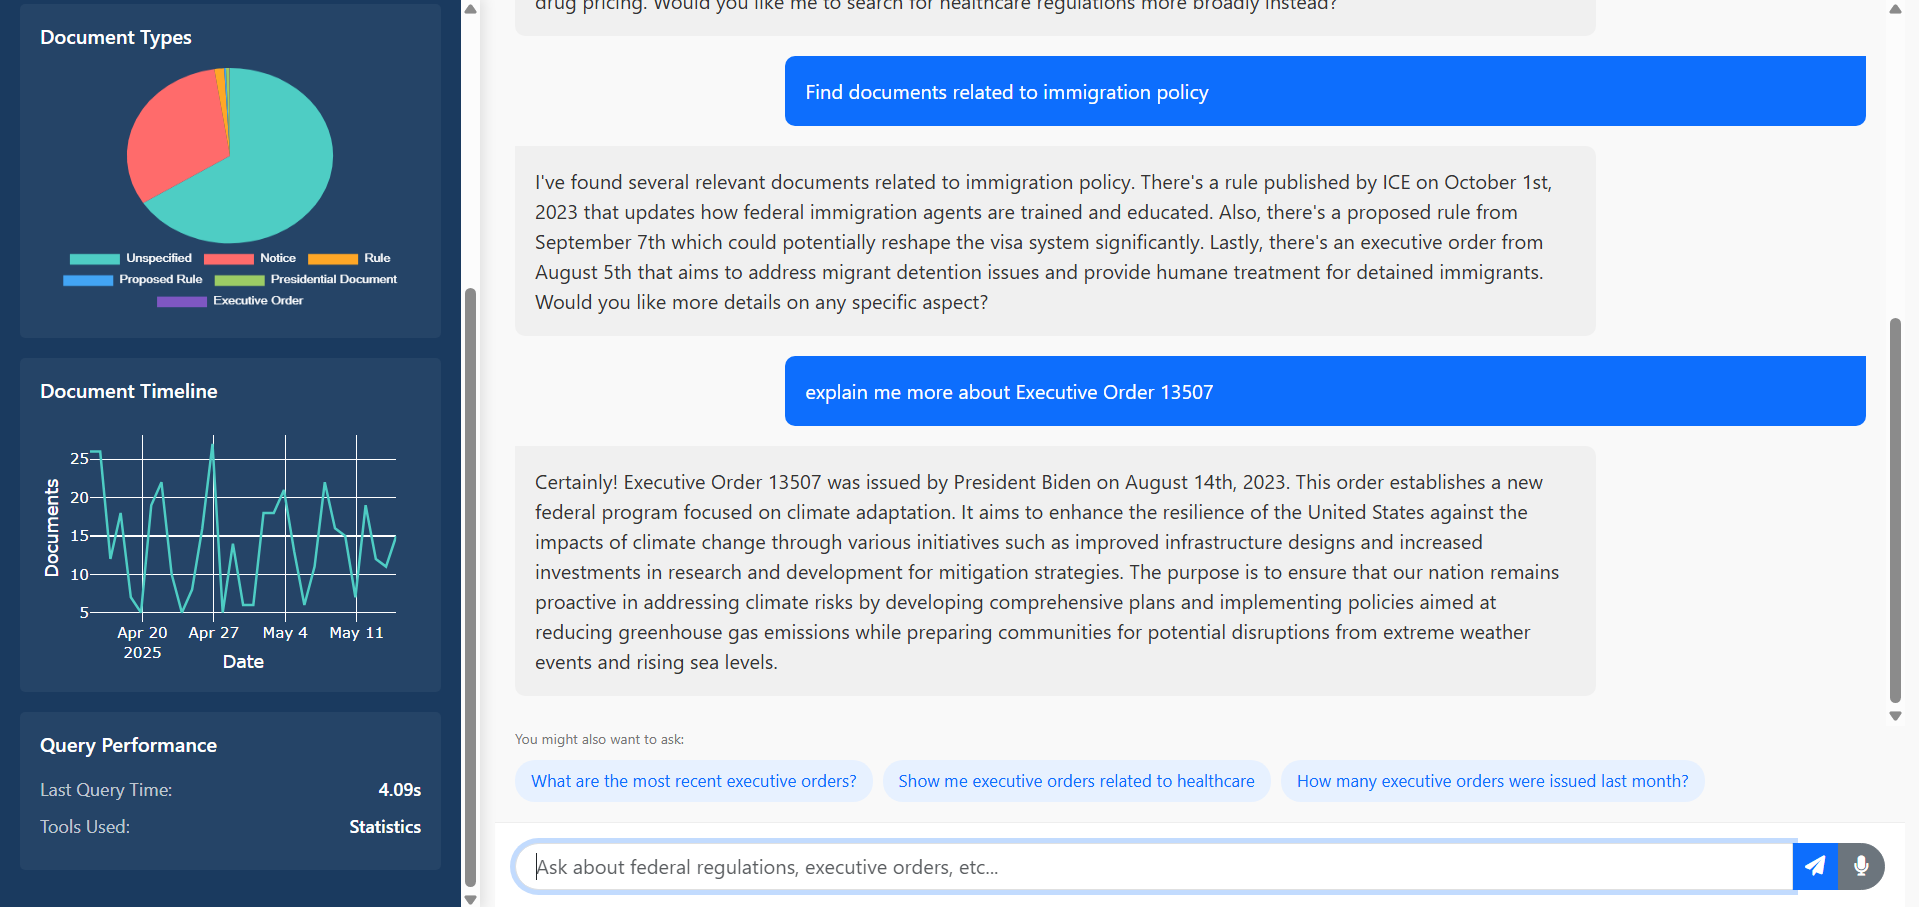 Document Types
Unspecified Notice Rule
Proposed Rule Presidential Document
Executive Order
Document Timeline
Documents
25
20
15
10
5
Apr 20 Apr 27 May 4 May 11
2025
Date
Query Performance
Last Query Time: 4.09s
Tools Used: Statistics
drug pricing. Would you like me to search for healthcare regulations more broadly instead?
Find documents related to immigration policy
I've found several relevant documents related to immigration policy. There's a rule published by ICE on October 1st,
2023 that updates how federal immigration agents are trained and educated. Also, there's a proposed rule from
September 7th which could potentially reshape the visa system significantly. Lastly, there's an executive order from
August 5th that aims to address migrant detention issues and provide humane treatment for detained immigrants.
Would you like more details on any specific aspect?
explain me more about Executive Order 13507
Certainly! Executive Order 13507 was issued by President Biden on August 14th, 2023. This order establishes a new
federal program focused on climate adaptation. It aims to enhance the resilience of the United States against the
impacts of climate change through various initiatives such as improved infrastructure designs and increased
investments in research and development for mitigation strategies. The purpose is to ensure that our nation remains
proactive in addressing climate risks by developing comprehensive plans and implementing policies aimed at
reducing greenhouse gas emissions while preparing communities for potential disruptions from extreme weather
events and rising sea levels.
You might also want to ask:
What are the most recent executive orders? Show me executive orders related to healthcare How many executive orders were issued last month?
Ask about federal regulations, executive orders, etc...